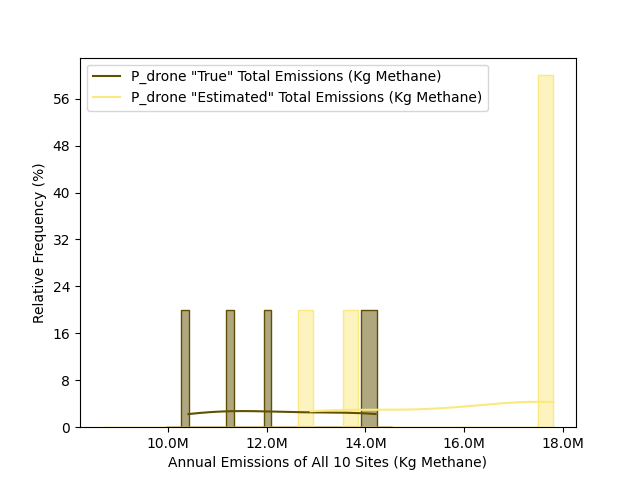 P_drone "True" Total Emissions (Kg Methane)
P_drone "Estimated" Total Emissions (Kg Methane)
56
48
40
32
24
16
8
0
Relative Frequency (%)
10.0M 12.0M 14.0M 16.0M 18.0M
Annual Emissions of All 10 Sites (Kg Methane)